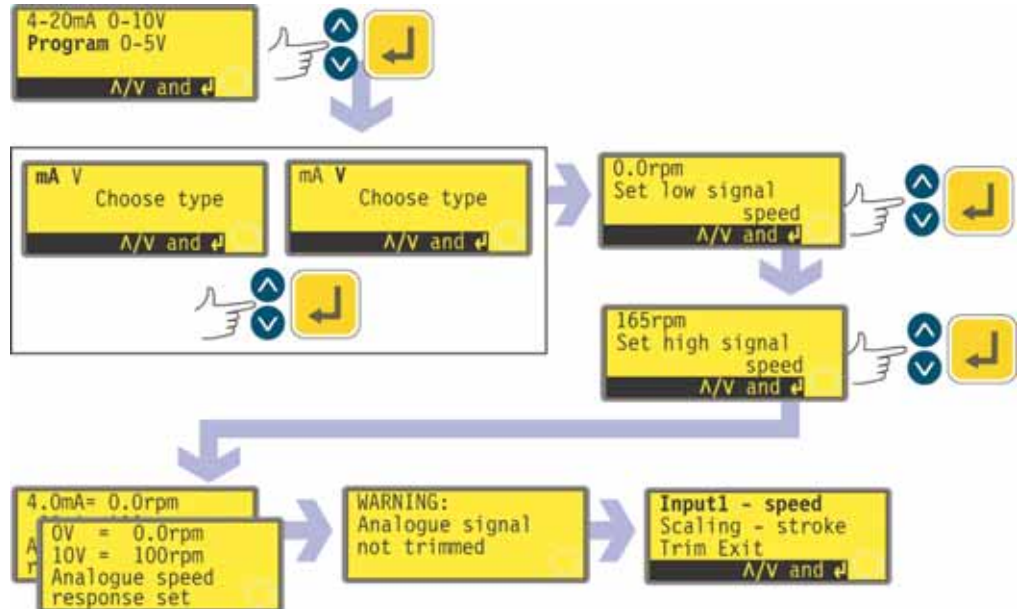 4-20mA 0-10V
Program 0-5V
∧/∨ and ↵
mA V
Choose type
∧/∨ and ↵
mA V
Choose type
∧/∨ and ↵
0.0rpm
Set low signal
speed
∧/∨ and ↵
165rpm
Set high signal
speed
∧/∨ and ↵
4.0mA= 0.0rpm
A
r
0V = 0.0rpm
10V = 100rpm
Analogue speed
response set
WARNING:
Analogue signal
not trimmed
Input1 - speed
Scaling - stroke
Trim Exit
∧/∨ and ↵